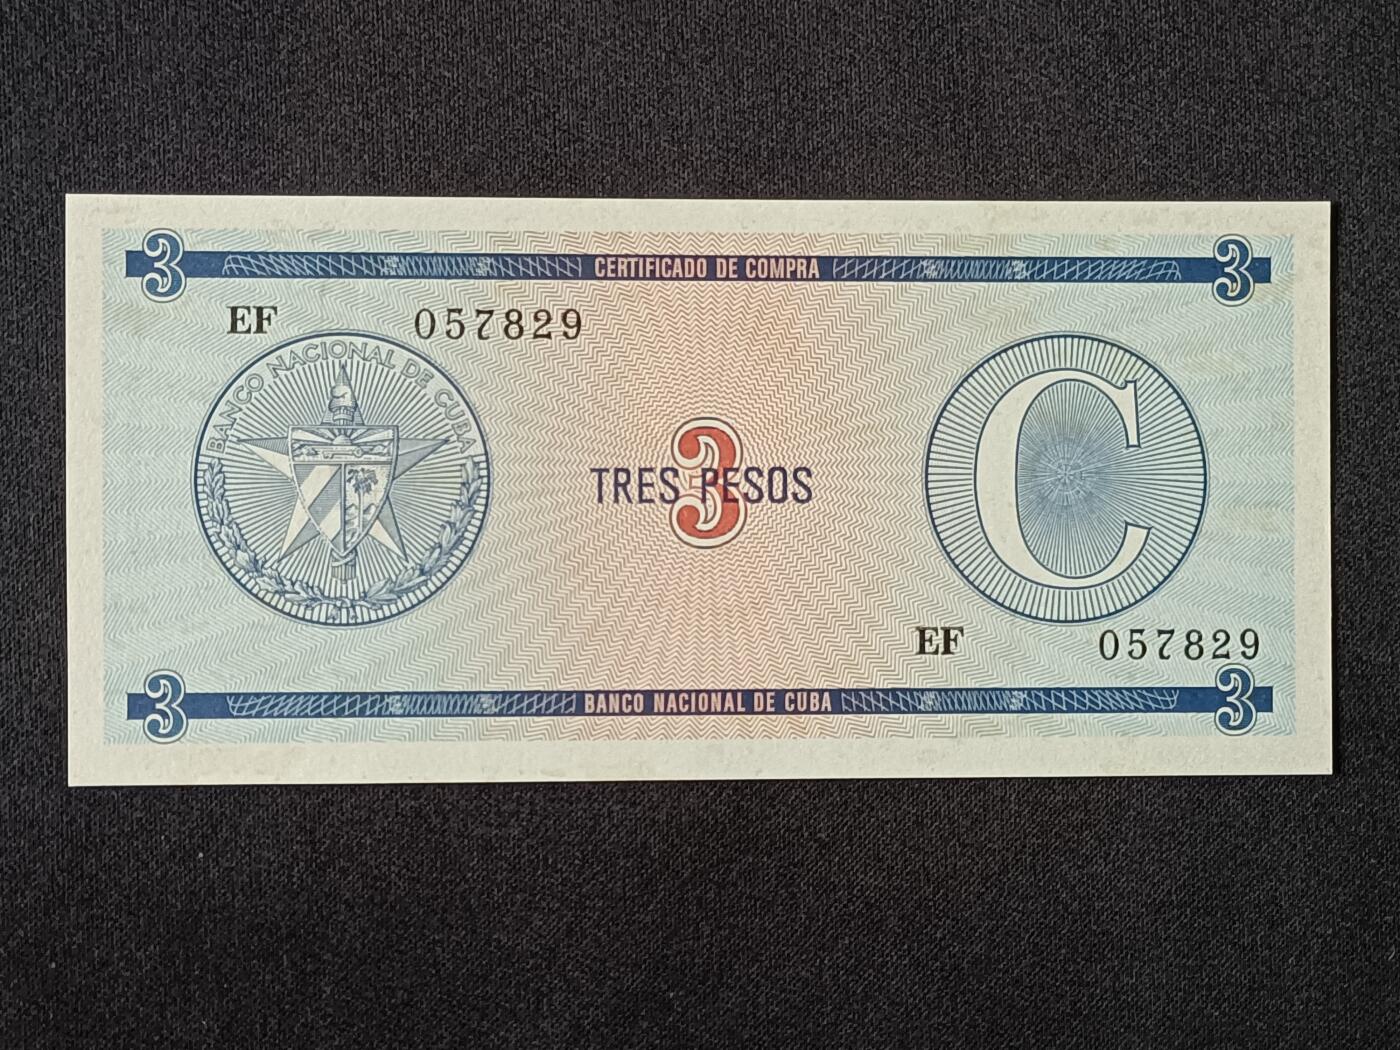 3 CERTIFICADO DE COMPRA 3
EF 057829
BANCO NACIONAL DE CUBA
3
TRES PESOS
C
EF 057829
3 BANCO NACIONAL DE CUBA 3